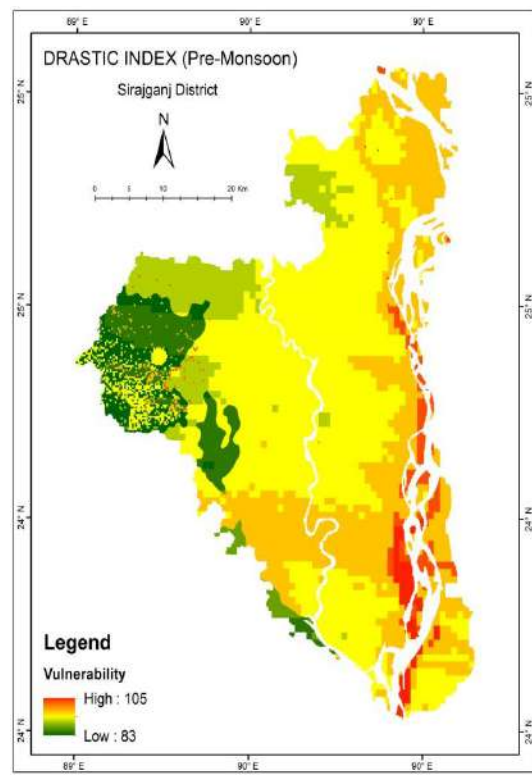 89° E 90° E 90° E
DRASTIC INDEX (Pre-Monsoon)
Sirajganj District
N
0 5 10 20 Km
25° N 25° N
25° N 25° N
24° N 24° N
24° N 24° N
Legend
Vulnerability
High : 105
Low : 83
89° E 90° E 90° E